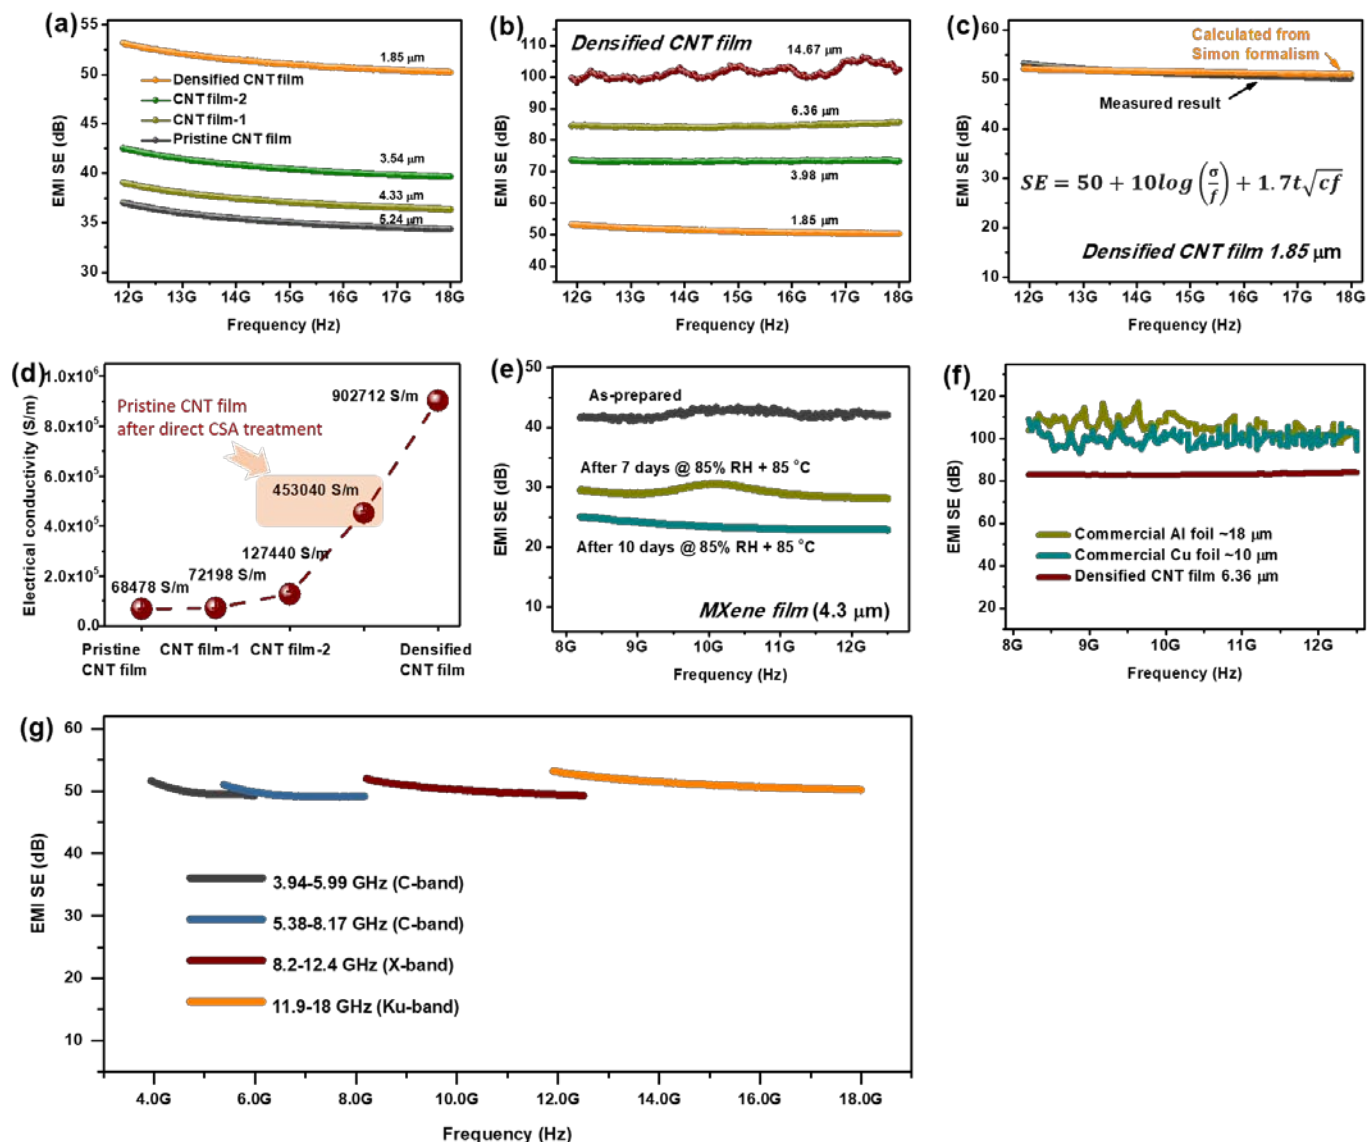 (a)
55
50
45
40
35
30
EMI SE (dB)
1.85 μm
Densified CNT film
CNT film-2
CNT film-1
Pristine CNT film
3.54 μm
4.33 μm
5.24 μm
12G 13G 14G 15G 16G 17G 18G
Frequency (Hz)
(b)
110
100
90
80
70
60
50
40
EMI SE (dB)
Densified CNT film
14.67 μm
6.36 μm
3.98 μm
1.85 μm
12G 13G 14G 15G 16G 17G 18G
Frequency (Hz)
(c)
60
50
40
30
20
10
EMI SE (dB)
Calculated from
Simon formalism
Measured result
SE = 50 + 10log(σ/f) + 1.7t√cf
Densified CNT film 1.85 μm
12G 13G 14G 15G 16G 17G 18G
Frequency (Hz)
(d)
1.0x10⁶
8.0x10⁵
6.0x10⁵
4.0x10⁵
2.0x10⁵
0.0
Electrical conductivity (S/m)
902712 S/m
Pristine CNT film
after direct CSA treatment
453040 S/m
127440 S/m
72198 S/m
68478 S/m
Pristine
CNT film
CNT film-1
CNT film-2
Densified
CNT film
(e)
50
40
30
20
10
EMI SE (dB)
As-prepared
After 7 days @ 85% RH + 85 °C
After 10 days @ 85% RH + 85 °C
MXene film (4.3 μm)
8G 9G 10G 11G 12G
Frequency (Hz)
(f)
120
100
80
60
40
20
EMI SE (dB)
Commercial Al foil ~18 μm
Commercial Cu foil ~10 μm
Densified CNT film 6.36 μm
8G 9G 10G 11G 12G
Frequency (Hz)
(g)
60
50
40
30
20
10
EMI SE (dB)
3.94-5.99 GHz (C-band)
5.38-8.17 GHz (C-band)
8.2-12.4 GHz (X-band)
11.9-18 GHz (Ku-band)
4.0G 6.0G 8.0G 10.0G 12.0G 14.0G 16.0G 18.0G
Frequency (Hz)